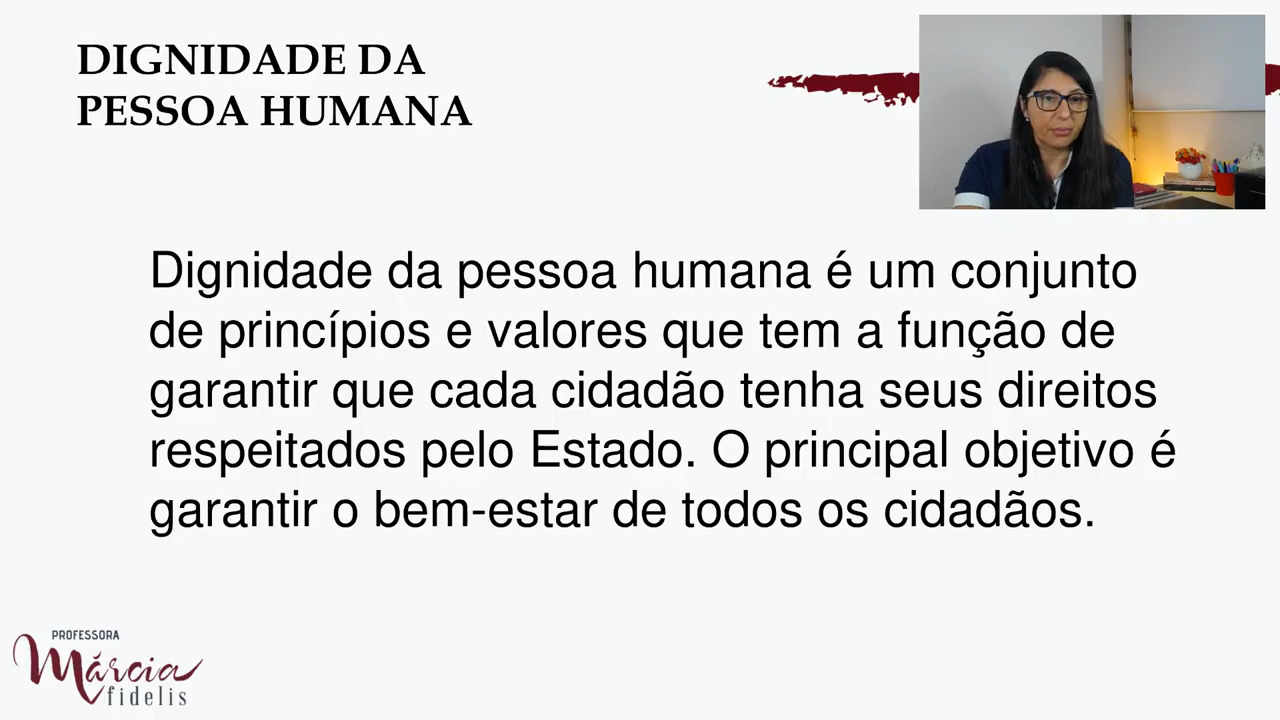 DIGNIDADE DA
PESSOA HUMANA
Dignidade da pessoa humana é um conjunto
de princípios e valores que tem a função de
garantir que cada cidadão tenha seus direitos
respeitados pelo Estado. O principal objetivo é
garantir o bem-estar de todos os cidadãos.
PROFESSORA
Márcia
fidelis